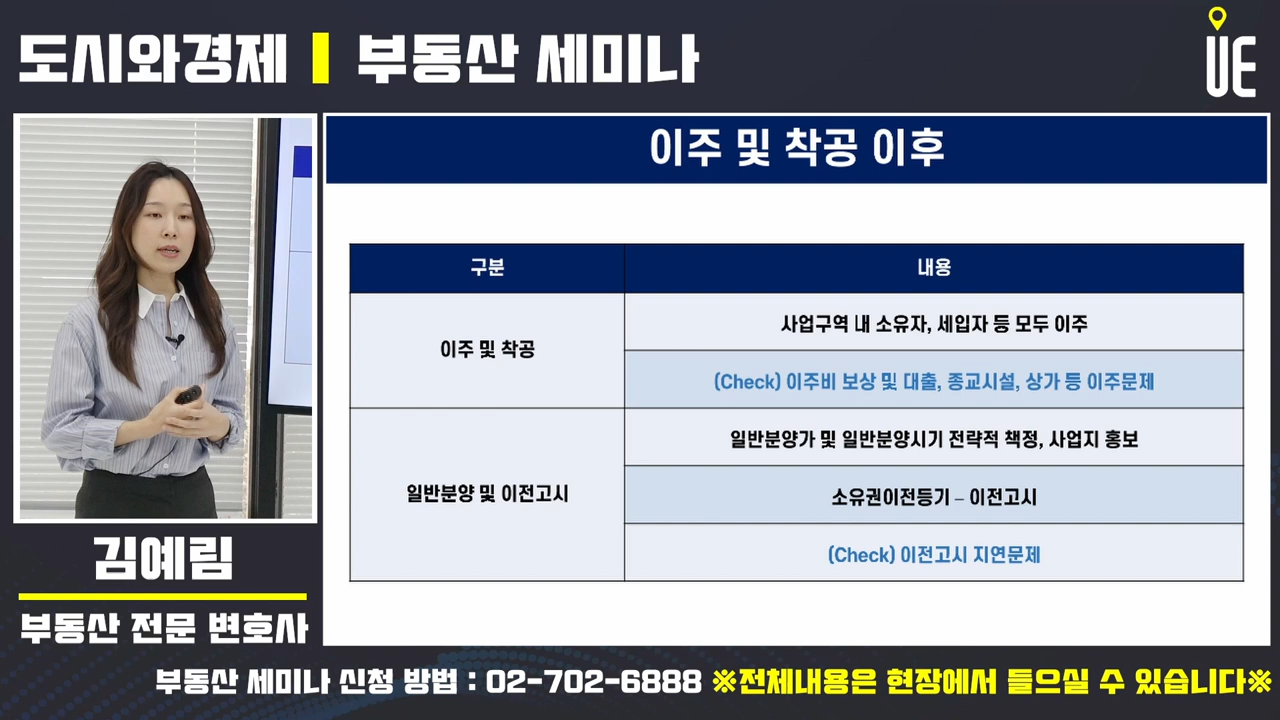 도시와경제 | 부동산 세미나
UE
이주 및 착공 이후
구분
내용
이주 및 착공
사업구역 내 소유자, 세입자 등 모두 이주
(Check) 이주비 보상 및 대출, 종교시설, 상가 등 이주문제
일반분양 및 이전고시
일반분양가 및 일반분양시기 전략적 책정, 사업지 홍보
소유권이전등기 – 이전고시
(Check) 이전고시 지연문제
김예림
부동산 전문 변호사
부동산 세미나 신청 방법 : 02-702-6888 ※전체내용은 현장에서 들으실 수 있습니다※